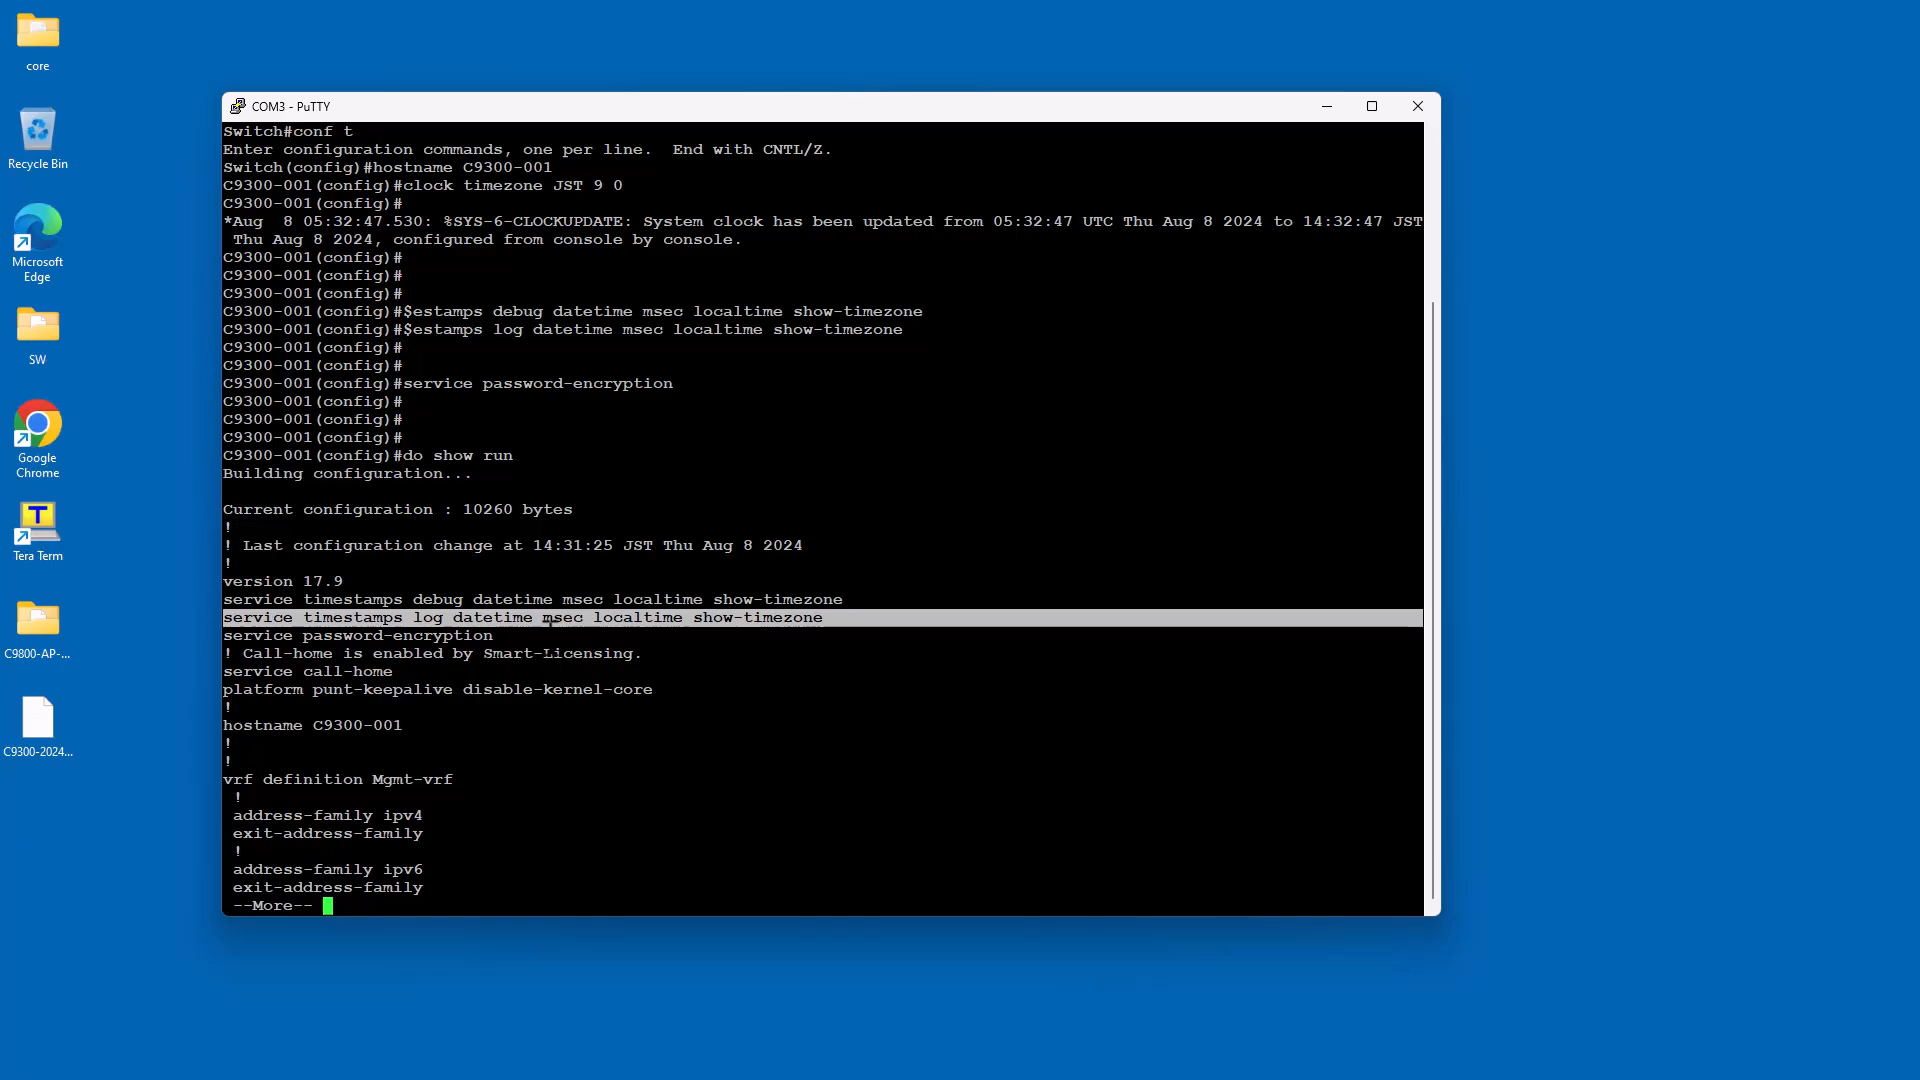 core
Recycle Bin
Microsoft
Edge
SW
Google
Chrome
Tera Term
C9800-AP-...
C9300-2024...
COM3 - PuTTY
Switch#conf t
Enter configuration commands, one per line.  End with CNTL/Z.
Switch(config)#hostname C9300-001
C9300-001(config)#clock timezone JST 9 0
C9300-001(config)#
*Aug  8 05:32:47.530: %SYS-6-CLOCKUPDATE: System clock has been updated from 05:32:47 UTC Thu Aug 8 2024 to 14:32:47 JST
 Thu Aug 8 2024, configured from console by console.
C9300-001(config)#
C9300-001(config)#
C9300-001(config)#
C9300-001(config)#$estamps debug datetime msec localtime show-timezone
C9300-001(config)#$estamps log datetime msec localtime show-timezone
C9300-001(config)#
C9300-001(config)#
C9300-001(config)#service password-encryption
C9300-001(config)#
C9300-001(config)#
C9300-001(config)#
C9300-001(config)#do show run
Building configuration...
Current configuration : 10260 bytes
!
! Last configuration change at 14:31:25 JST Thu Aug 8 2024
!
version 17.9
service timestamps debug datetime msec localtime show-timezone
service timestamps log datetime msec localtime show-timezone
service password-encryption
! Call-home is enabled by Smart-Licensing.
service call-home
platform punt-keepalive disable-kernel-core
!
hostname C9300-001
!
!
vrf definition Mgmt-vrf
 !
 address-family ipv4
 exit-address-family
 !
 address-family ipv6
 exit-address-family
 --More--